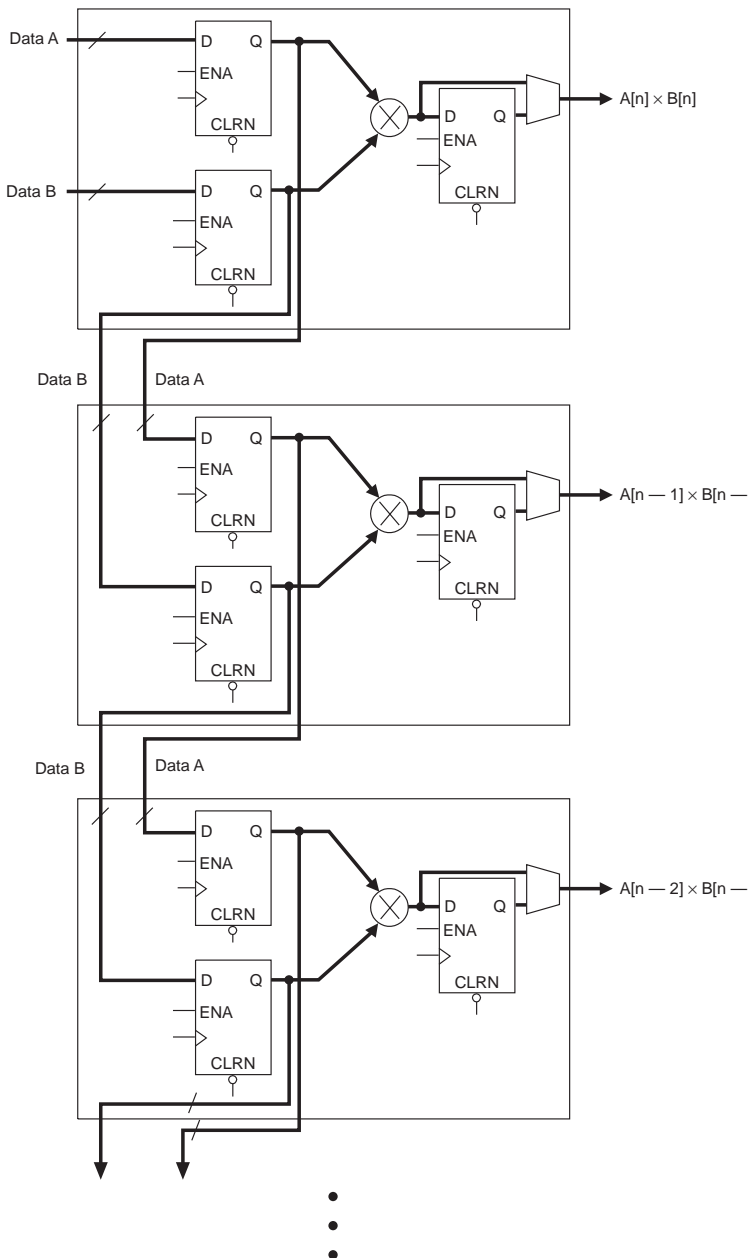 Data A
D Q
ENA
CLRN
A[n] × B[n]
D Q
ENA
CLRN
Data B
D Q
ENA
CLRN
Data B
Data A
D Q
ENA
CLRN
A[n — 1] × B[n —
D Q
ENA
CLRN
D Q
ENA
CLRN
Data B
Data A
D Q
ENA
CLRN
A[n — 2] × B[n —
D Q
ENA
CLRN
D Q
ENA
CLRN